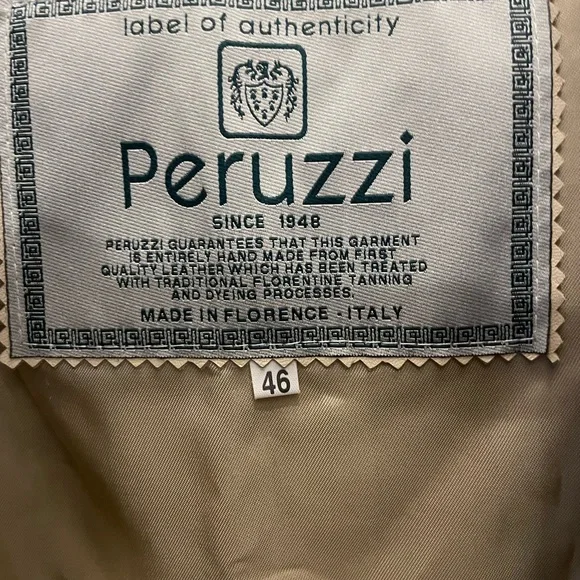 label of authenticity
Peruzzi
SINCE 1948
PERUZZI GUARANTEES THAT THIS GARMENT
IS ENTIRELY HAND MADE FROM FIRST
QUALITY LEATHER WHICH HAS BEEN TREATED
WITH TRADITIONAL FLORENTINE TANNING
AND DYEING PROCESSES.
MADE IN FLORENCE - ITALY
46